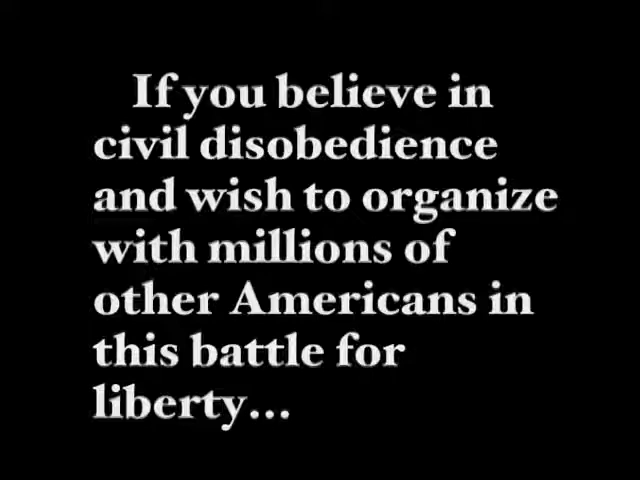 If you believe in
civil disobedience
and wish to organize
with millions of
other Americans in
this battle for
liberty...